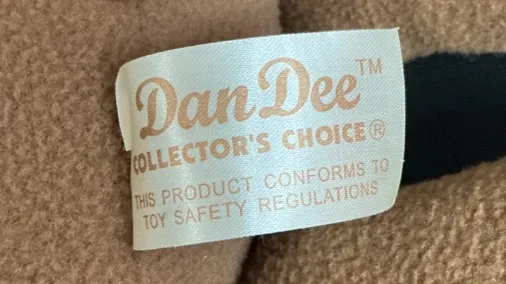 Dan Dee™
COLLECTOR'S CHOICE®
THIS PRODUCT CONFORMS TO
TOY SAFETY REGULATIONS